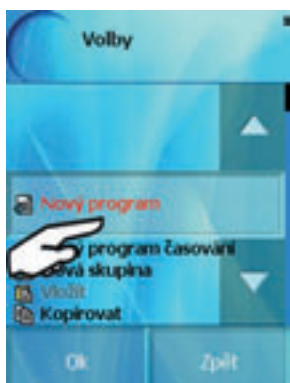 Volby
Nový program
program časování
skupina
Vložit
Kopírovat
Ok
Zpět